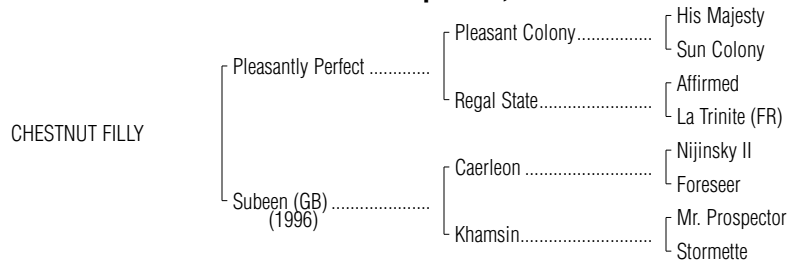 His Majesty
Pleasant Colony................
Sun Colony
Pleasantly Perfect .............
Affirmed
Regal State........................
La Trinite (FR)
CHESTNUT FILLY
Nijinsky II
Caerleon ...........................
Foreseer
Subeen (GB) .....................
(1996)
Mr. Prospector
Khamsin............................
Stormette